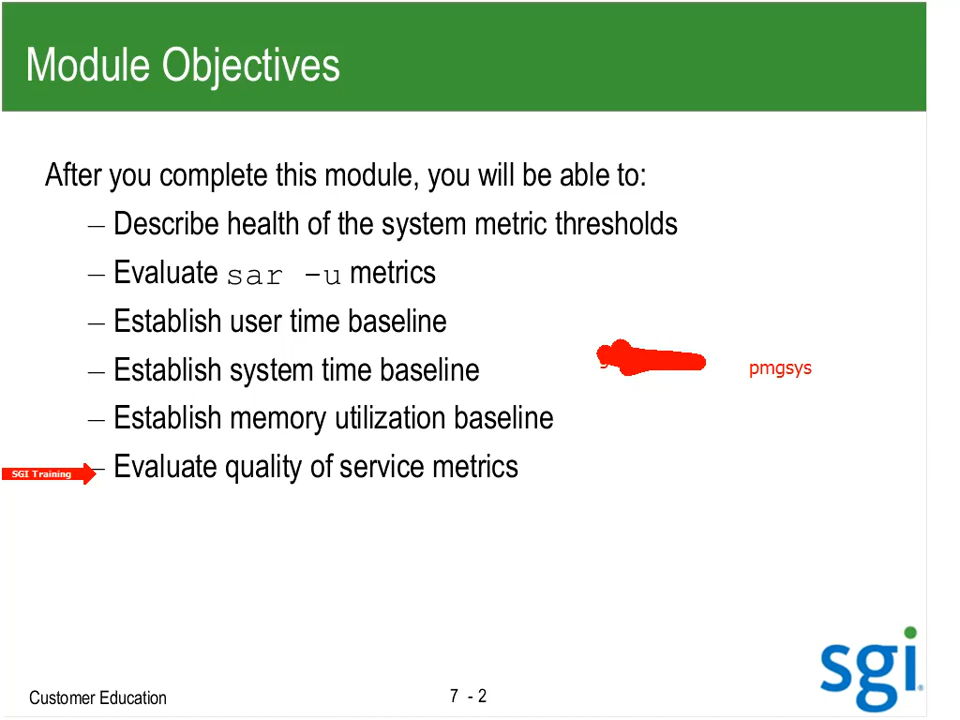 Module Objectives
After you complete this module, you will be able to:
– Describe health of the system metric thresholds
– Evaluate sar –u metrics
– Establish user time baseline
– Establish system time baseline
pmgsys
– Establish memory utilization baseline
SGI Training
– Evaluate quality of service metrics
sgi
Customer Education
7 - 2